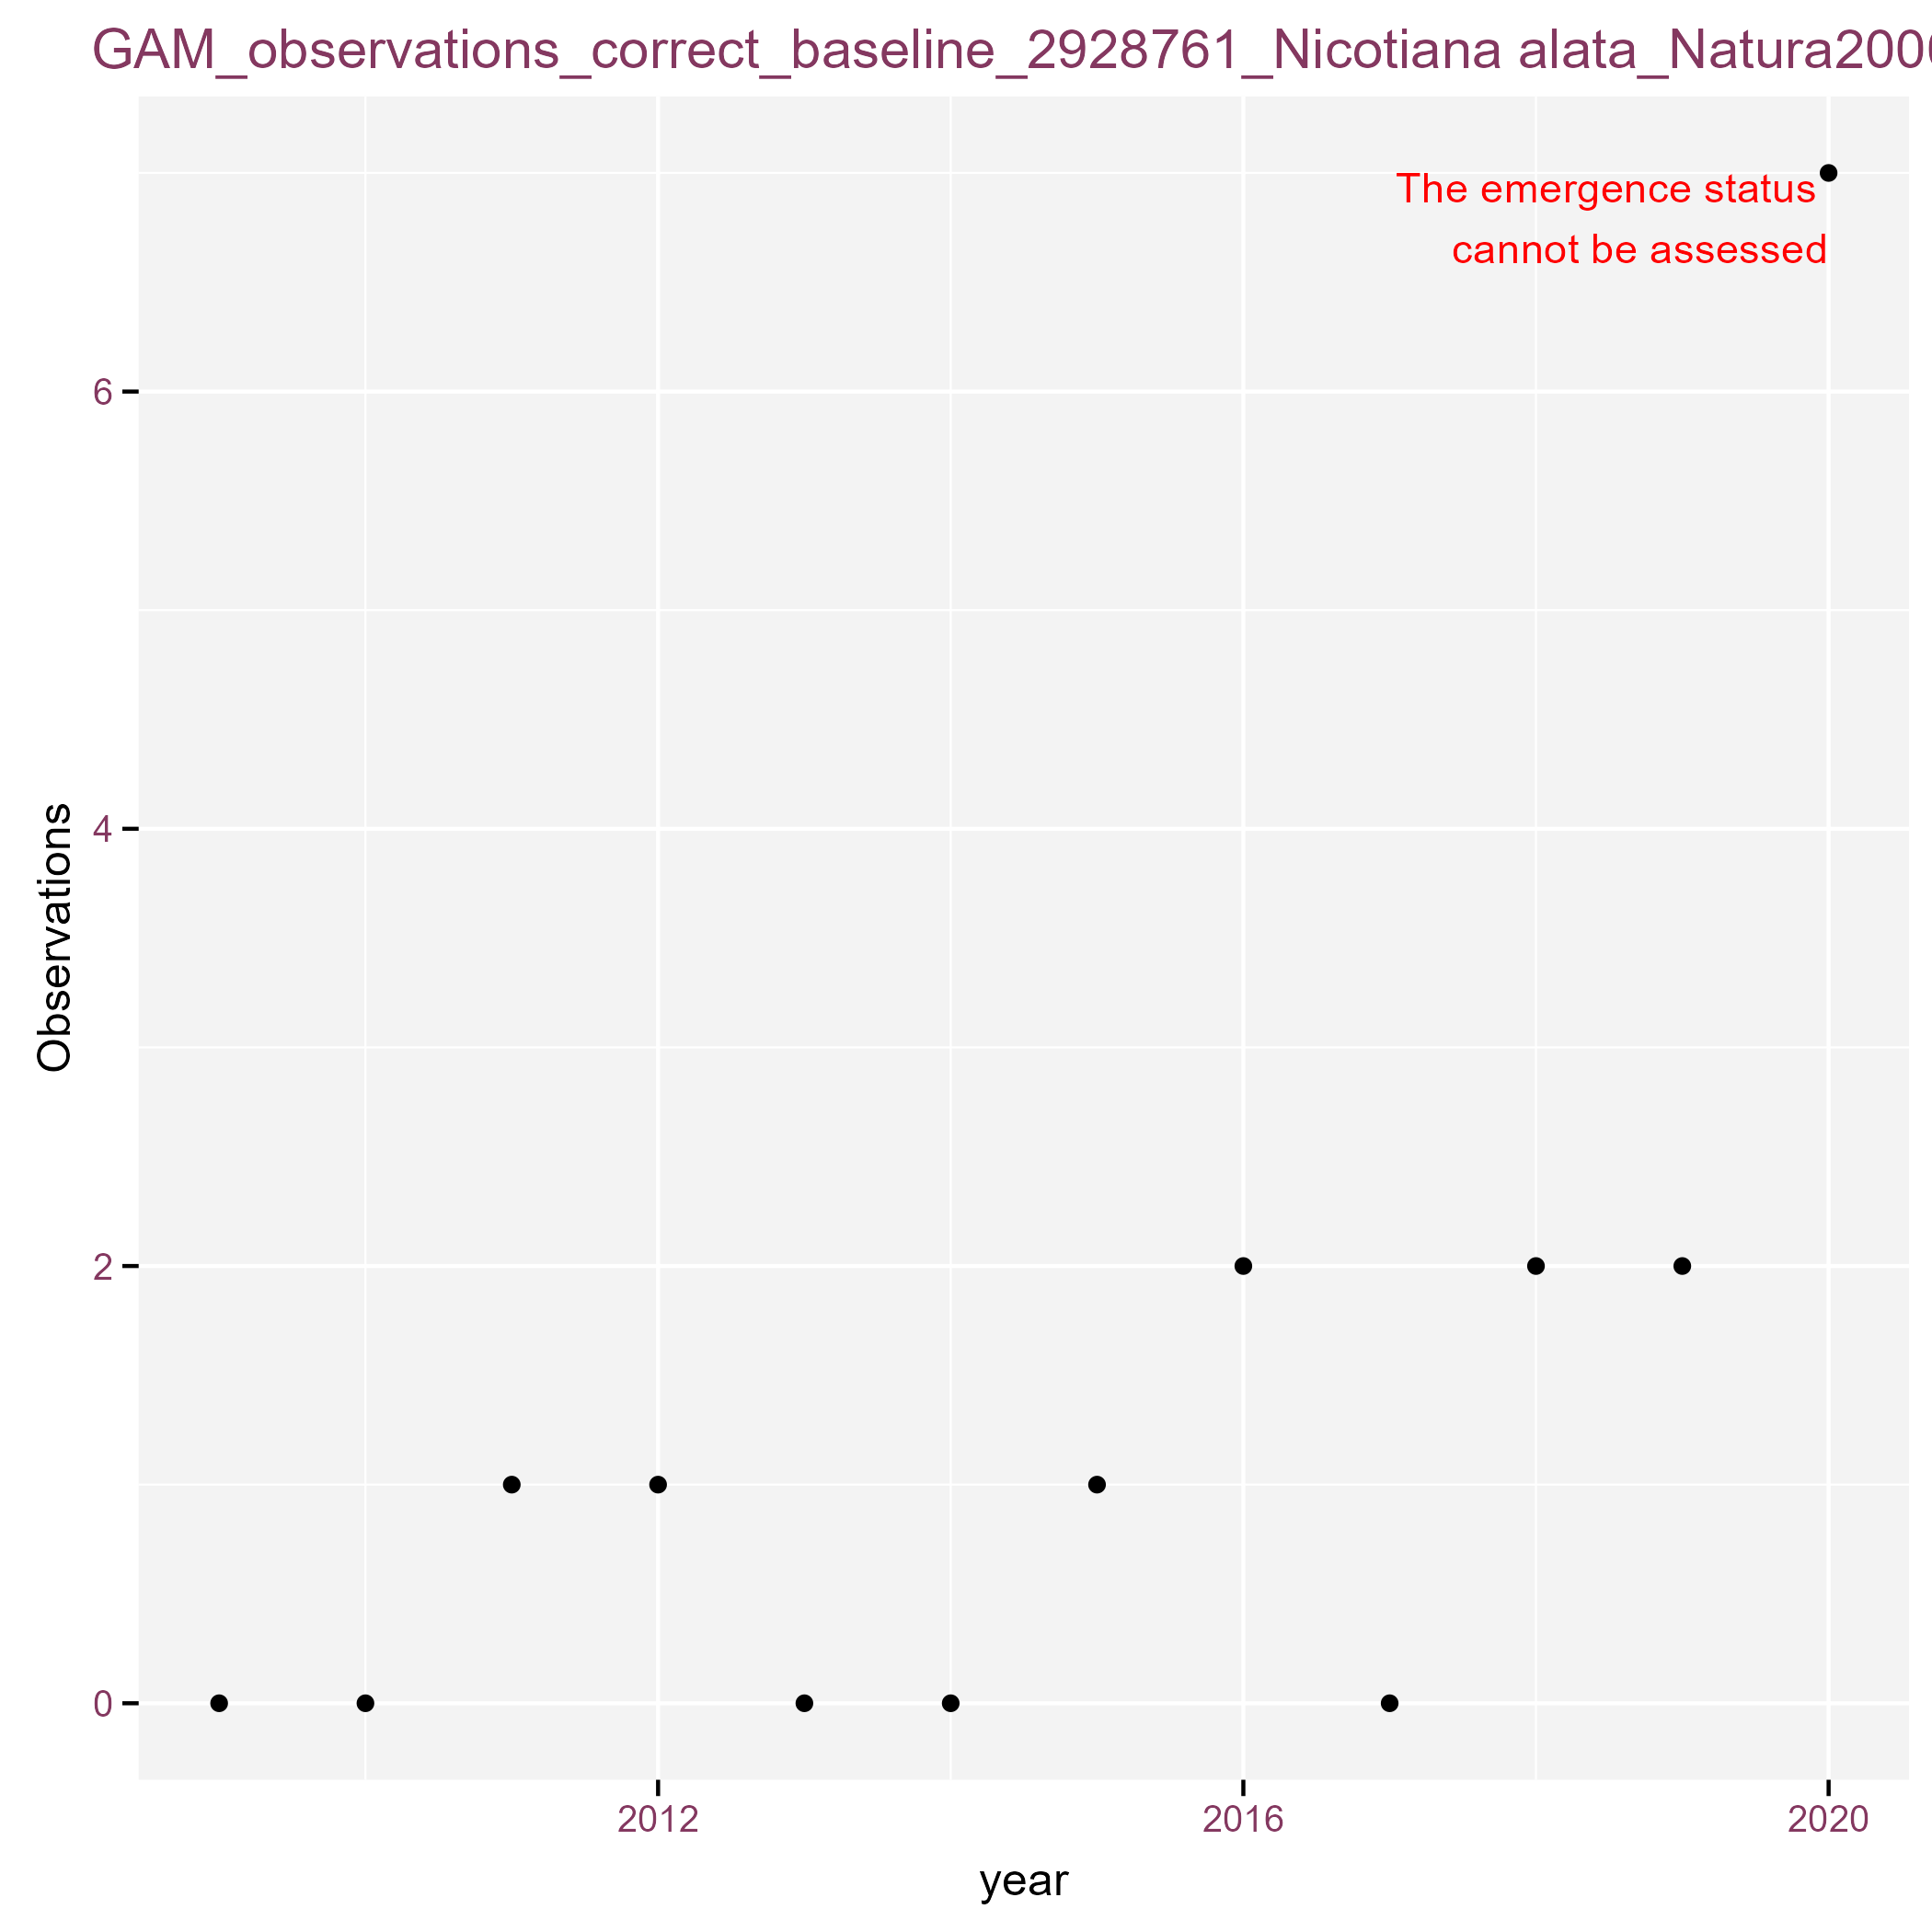 GAM_observations_correct_baseline_2928761_Nicotiana alata_Natura200
The emergence status
cannot be assessed
6
4
2
0
Observations
2012 2016 2020
year